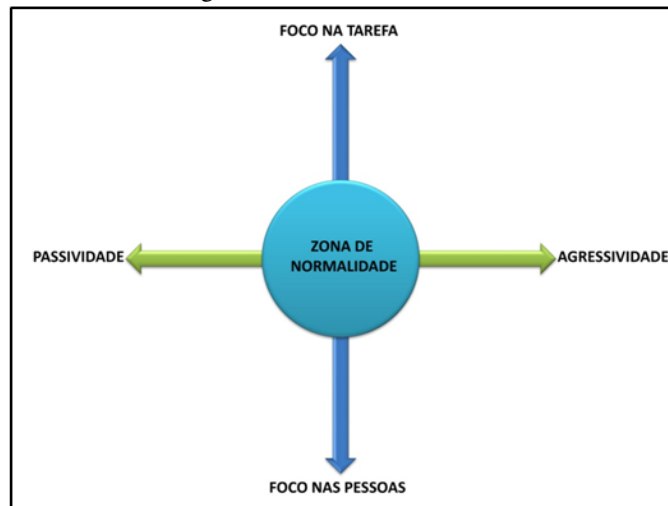 FOCO NA TAREFA
PASSIVIDADE
ZONA DE
NORMALIDADE
AGRESSIVIDADE
FOCO NAS PESSOAS